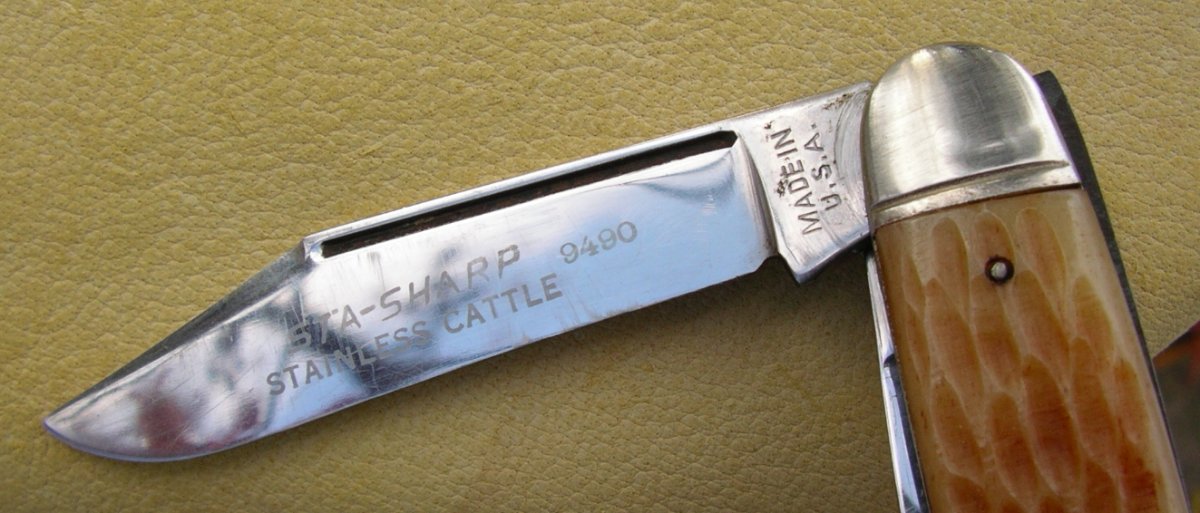 STA-SHARP 9490
STAINLESS CATTLE
MADE IN
U.S.A.